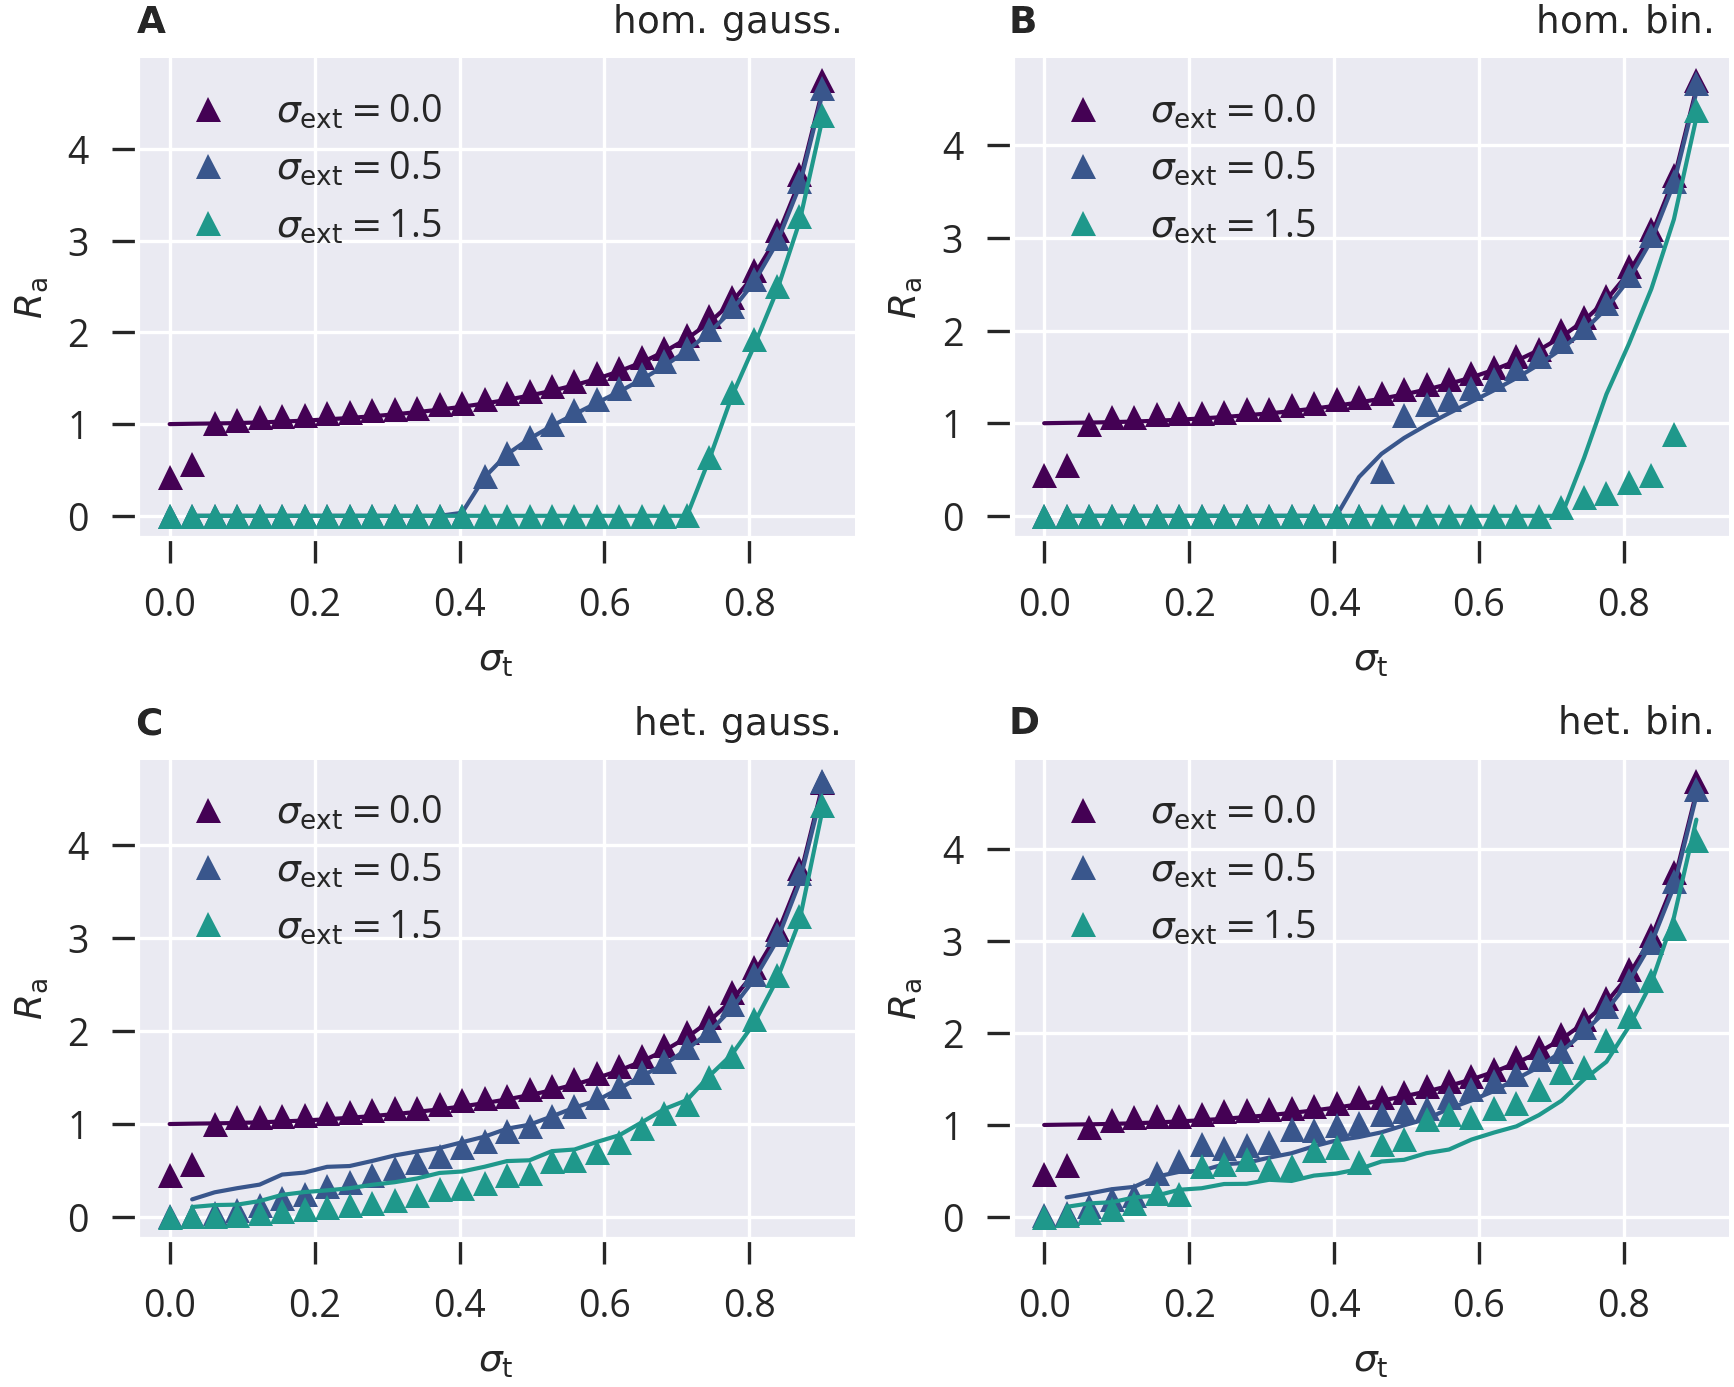 A hom. gauss.
σext = 0.0
σext = 0.5
σext = 1.5
Ra
4
3
2
1
0
0.0 0.2 0.4 0.6 0.8
σt
B hom. bin.
σext = 0.0
σext = 0.5
σext = 1.5
Ra
4
3
2
1
0
0.0 0.2 0.4 0.6 0.8
σt
C het. gauss.
σext = 0.0
σext = 0.5
σext = 1.5
Ra
4
3
2
1
0
0.0 0.2 0.4 0.6 0.8
σt
D het. bin.
σext = 0.0
σext = 0.5
σext = 1.5
Ra
4
3
2
1
0
0.0 0.2 0.4 0.6 0.8
σt